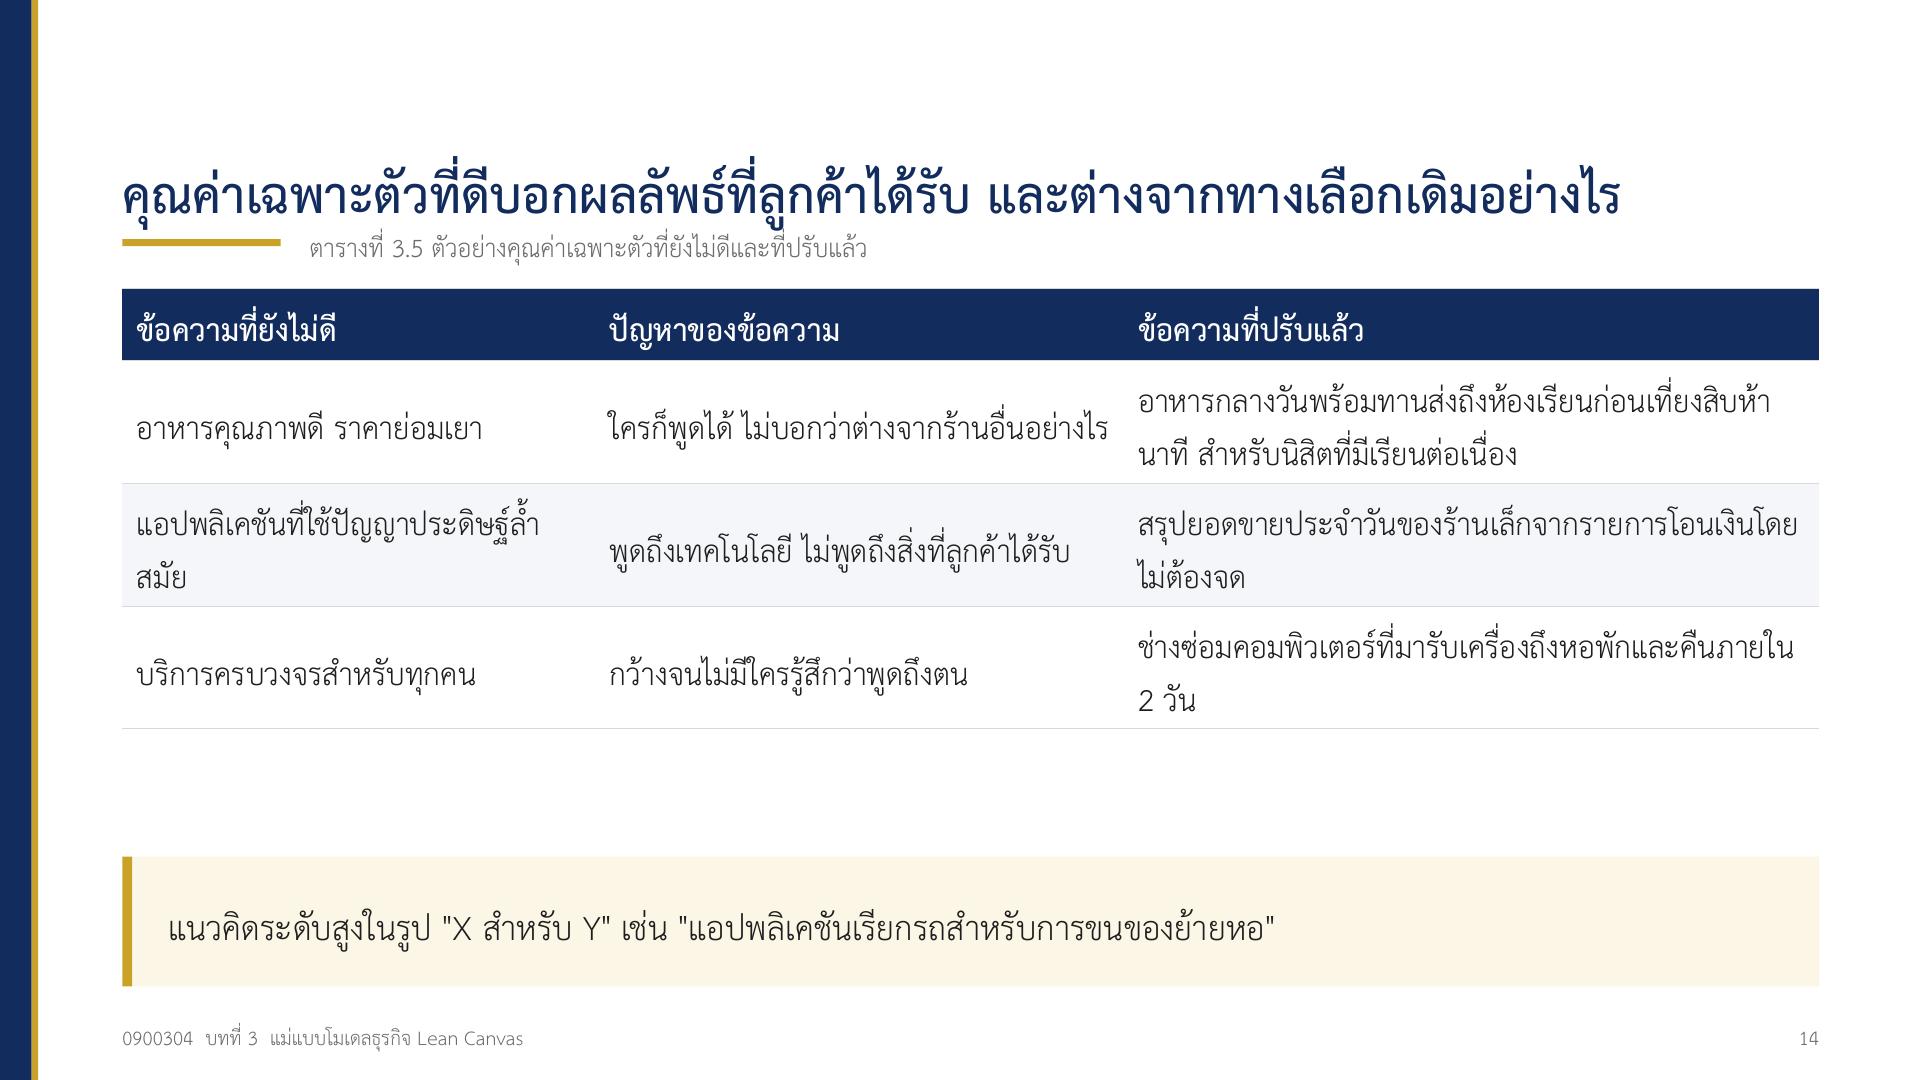 คุณค่าเฉพาะตัวที่ดีบอกผลลัพธ์ที่ลูกค้าได้รับ และต่างจากทางเลือกเดิมอย่างไร
ตารางที่ 3.5 ตัวอย่างคุณค่าเฉพาะตัวที่ยังไม่ดีและที่ปรับแล้ว
ข้อความที่ยังไม่ดี
ปัญหาของข้อความ
ข้อความที่ปรับแล้ว
อาหารคุณภาพดี ราคาย่อมเยา
ใครก็พูดได้ ไม่บอกว่าต่างจากร้านอื่นอย่างไร
อาหารกลางวันพร้อมทานส่งถึงห้องเรียนก่อนเที่ยงสิบห้า
นาที สำหรับนิสิตที่มีเรียนต่อเนื่อง
แอปพลิเคชันที่ใช้ปัญญาประดิษฐ์ล้ำ
สมัย
พูดถึงเทคโนโลยี ไม่พูดถึงสิ่งที่ลูกค้าได้รับ
สรุปยอดขายประจำวันของร้านเล็กจากรายการโอนเงินโดย
ไม่ต้องจด
บริการครบวงจรสำหรับทุกคน
กว้างจนไม่มีใครรู้สึกว่าพูดถึงตน
ช่างซ่อมคอมพิวเตอร์ที่มารับเครื่องถึงหอพักและคืนภายใน
2 วัน
แนวคิดระดับสูงในรูป "X สำหรับ Y" เช่น "แอปพลิเคชันเรียกรถสำหรับการขนของย้ายหอ"
0900304 บทที่ 3 แม่แบบโมเดลธุรกิจ Lean Canvas
14